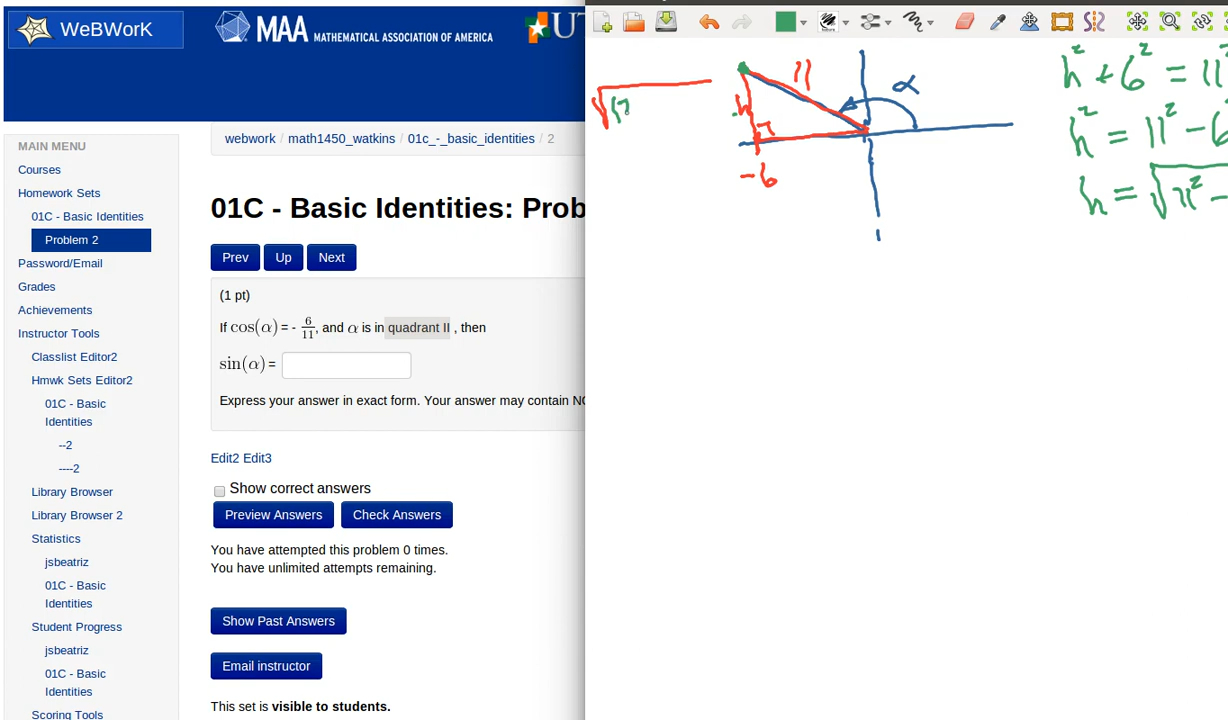 WeBWorK
MAA MATHEMATICAL ASSOCIATION OF AMERICA
UT
webwork / math1450_watkins / 01c_-_basic_identities / 2
MAIN MENU
Courses
Homework Sets
01C - Basic Identities
Problem 2
Password/Email
Grades
Achievements
Instructor Tools
Classlist Editor2
Hmwk Sets Editor2
01C - Basic
Identities
--2
----2
Library Browser
Library Browser 2
Statistics
jsbeatriz
01C - Basic
Identities
Student Progress
jsbeatriz
01C - Basic
Identities
Scoring Tools
01C - Basic Identities: Prob
Prev Up Next
(1 pt)
If cos(α) = - 6/11, and α is in quadrant II , then
sin(α) =
Express your answer in exact form. Your answer may contain NO
Edit2 Edit3
Show correct answers
Preview Answers Check Answers
You have attempted this problem 0 times.
You have unlimited attempts remaining.
Show Past Answers
Email instructor
This set is visible to students.
11
α
h
-6
h² + 6² = 11²
h² = 11² - 6
h = √11² -